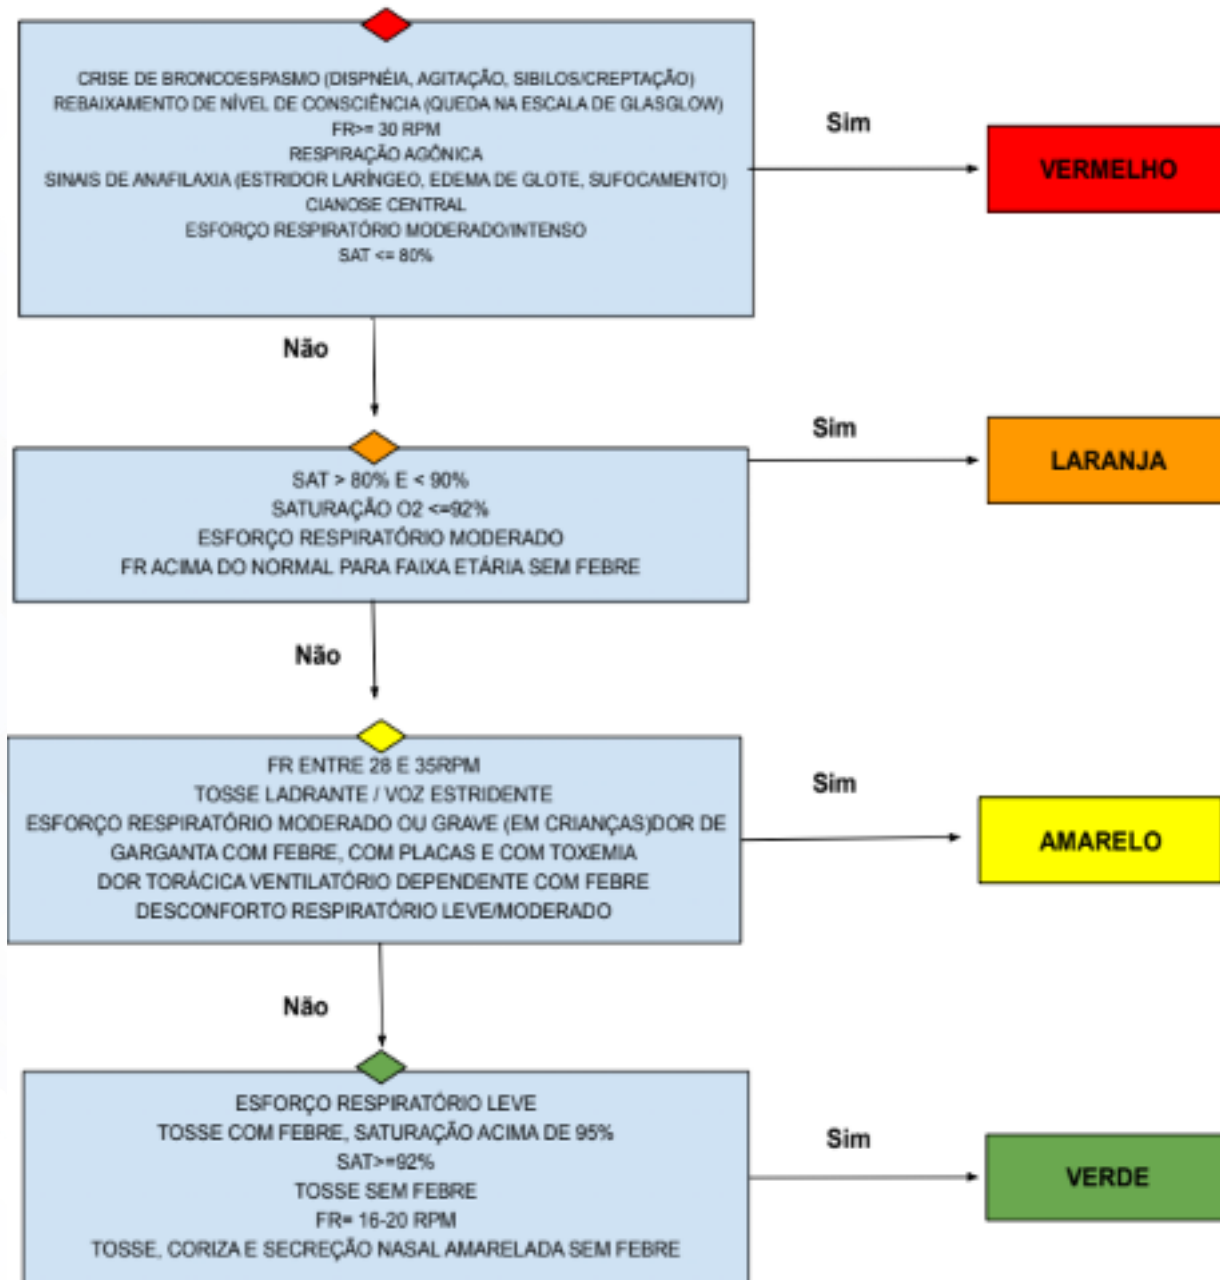 CRISE DE BRONCOESPASMO (DISPNÉIA, AGITAÇÃO, SIBILOS/CREPTAÇÃO)
REBAIXAMENTO DE NÍVEL DE CONSCIÊNCIA (QUEDA NA ESCALA DE GLASGLOW)
FR>= 30 RPM
RESPIRAÇÃO AGÔNICA
SINAIS DE ANAFILAXIA (ESTRIDOR LARÍNGEO, EDEMA DE GLOTE, SUFOCAMENTO)
CIANOSE CENTRAL
ESFORÇO RESPIRATÓRIO MODERADO/INTENSO
SAT <= 80%
Sim
VERMELHO
Não
SAT > 80% E < 90%
SATURAÇÃO O2 <=92%
ESFORÇO RESPIRATÓRIO MODERADO
FR ACIMA DO NORMAL PARA FAIXA ETÁRIA SEM FEBRE
Sim
LARANJA
Não
FR ENTRE 28 E 35RPM
TOSSE LADRANTE / VOZ ESTRIDENTE
ESFORÇO RESPIRATÓRIO MODERADO OU GRAVE (EM CRIANÇAS)DOR DE
GARGANTA COM FEBRE, COM PLACAS E COM TOXEMIA
DOR TORÁCICA VENTILATÓRIO DEPENDENTE COM FEBRE
DESCONFORTO RESPIRATÓRIO LEVE/MODERADO
Sim
AMARELO
Não
ESFORÇO RESPIRATÓRIO LEVE
TOSSE COM FEBRE, SATURAÇÃO ACIMA DE 95%
SAT>=92%
TOSSE SEM FEBRE
FR= 16-20 RPM
TOSSE, CORIZA E SECREÇÃO NASAL AMARELADA SEM FEBRE
Sim
VERDE